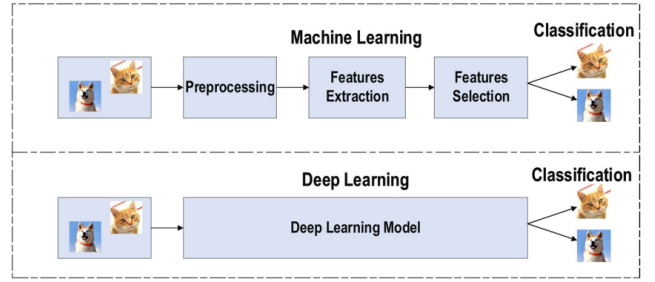 Machine Learning
Classification
Preprocessing
Features
Extraction
Features
Selection
Deep Learning
Classification
Deep Learning Model